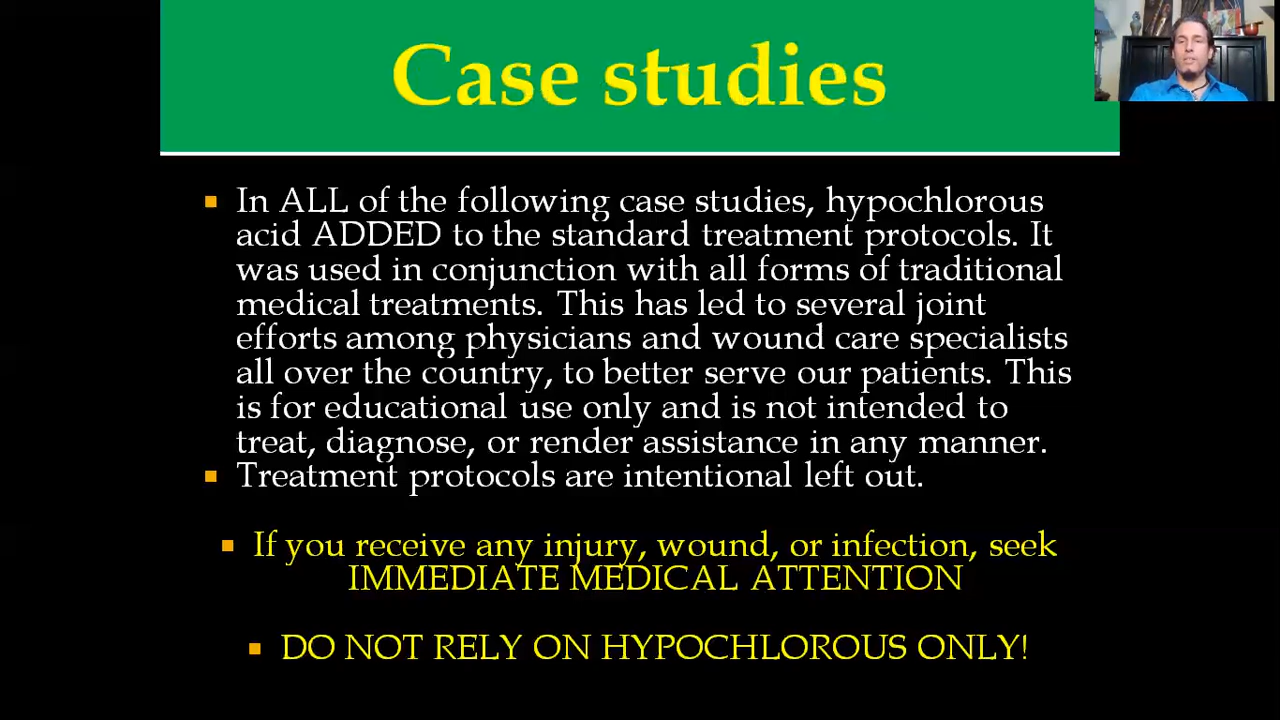 Case studies
In ALL of the following case studies, hypochlorous
acid ADDED to the standard treatment protocols. It
was used in conjunction with all forms of traditional
medical treatments. This has led to several joint
efforts among physicians and wound care specialists
all over the country, to better serve our patients. This
is for educational use only and is not intended to
treat, diagnose, or render assistance in any manner.
Treatment protocols are intentional left out.
If you receive any injury, wound, or infection, seek
IMMEDIATE MEDICAL ATTENTION
DO NOT RELY ON HYPOCHLOROUS ONLY!